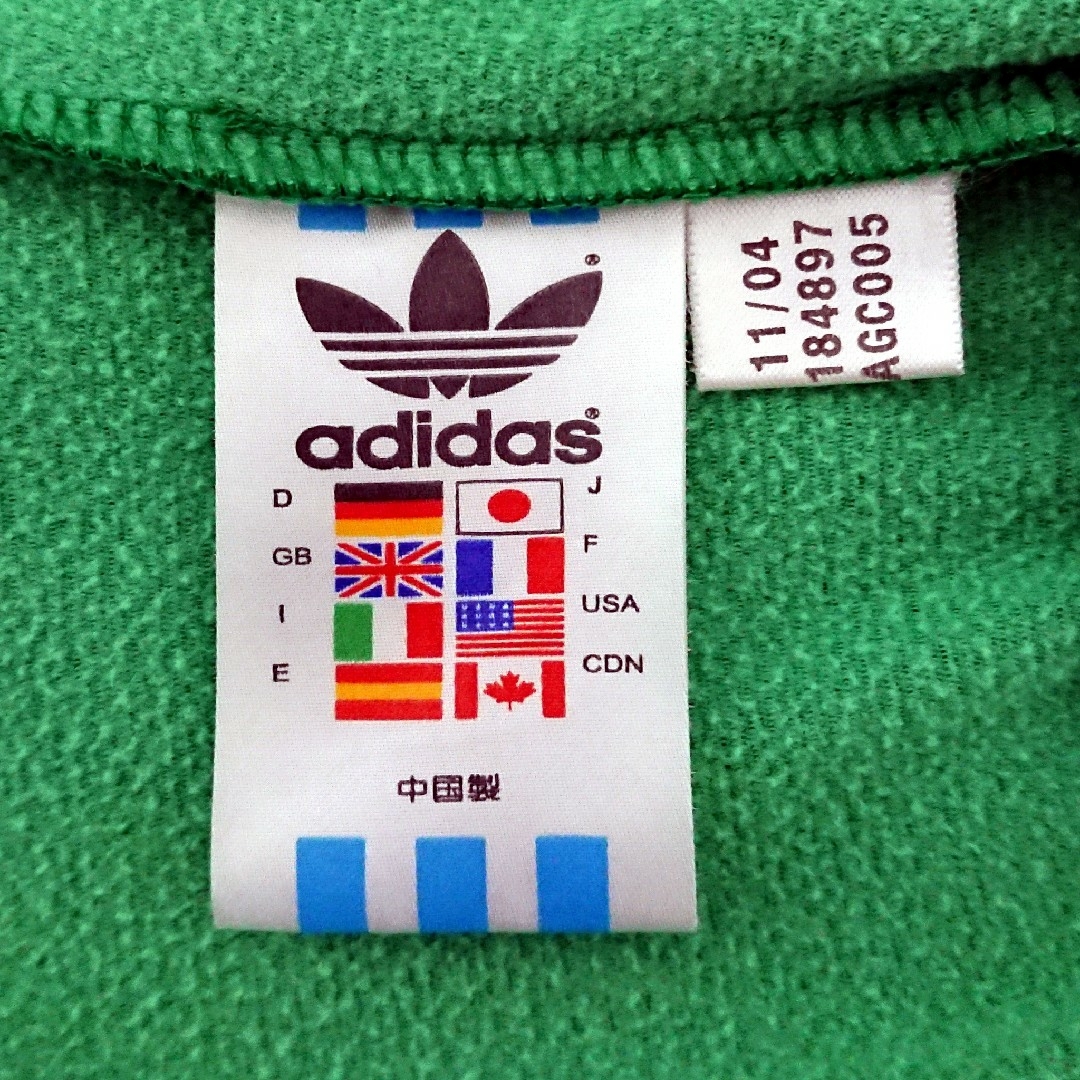 adidas
D
J
GB
F
I
USA
E
CDN
中国製
11/04
184897
AGC005